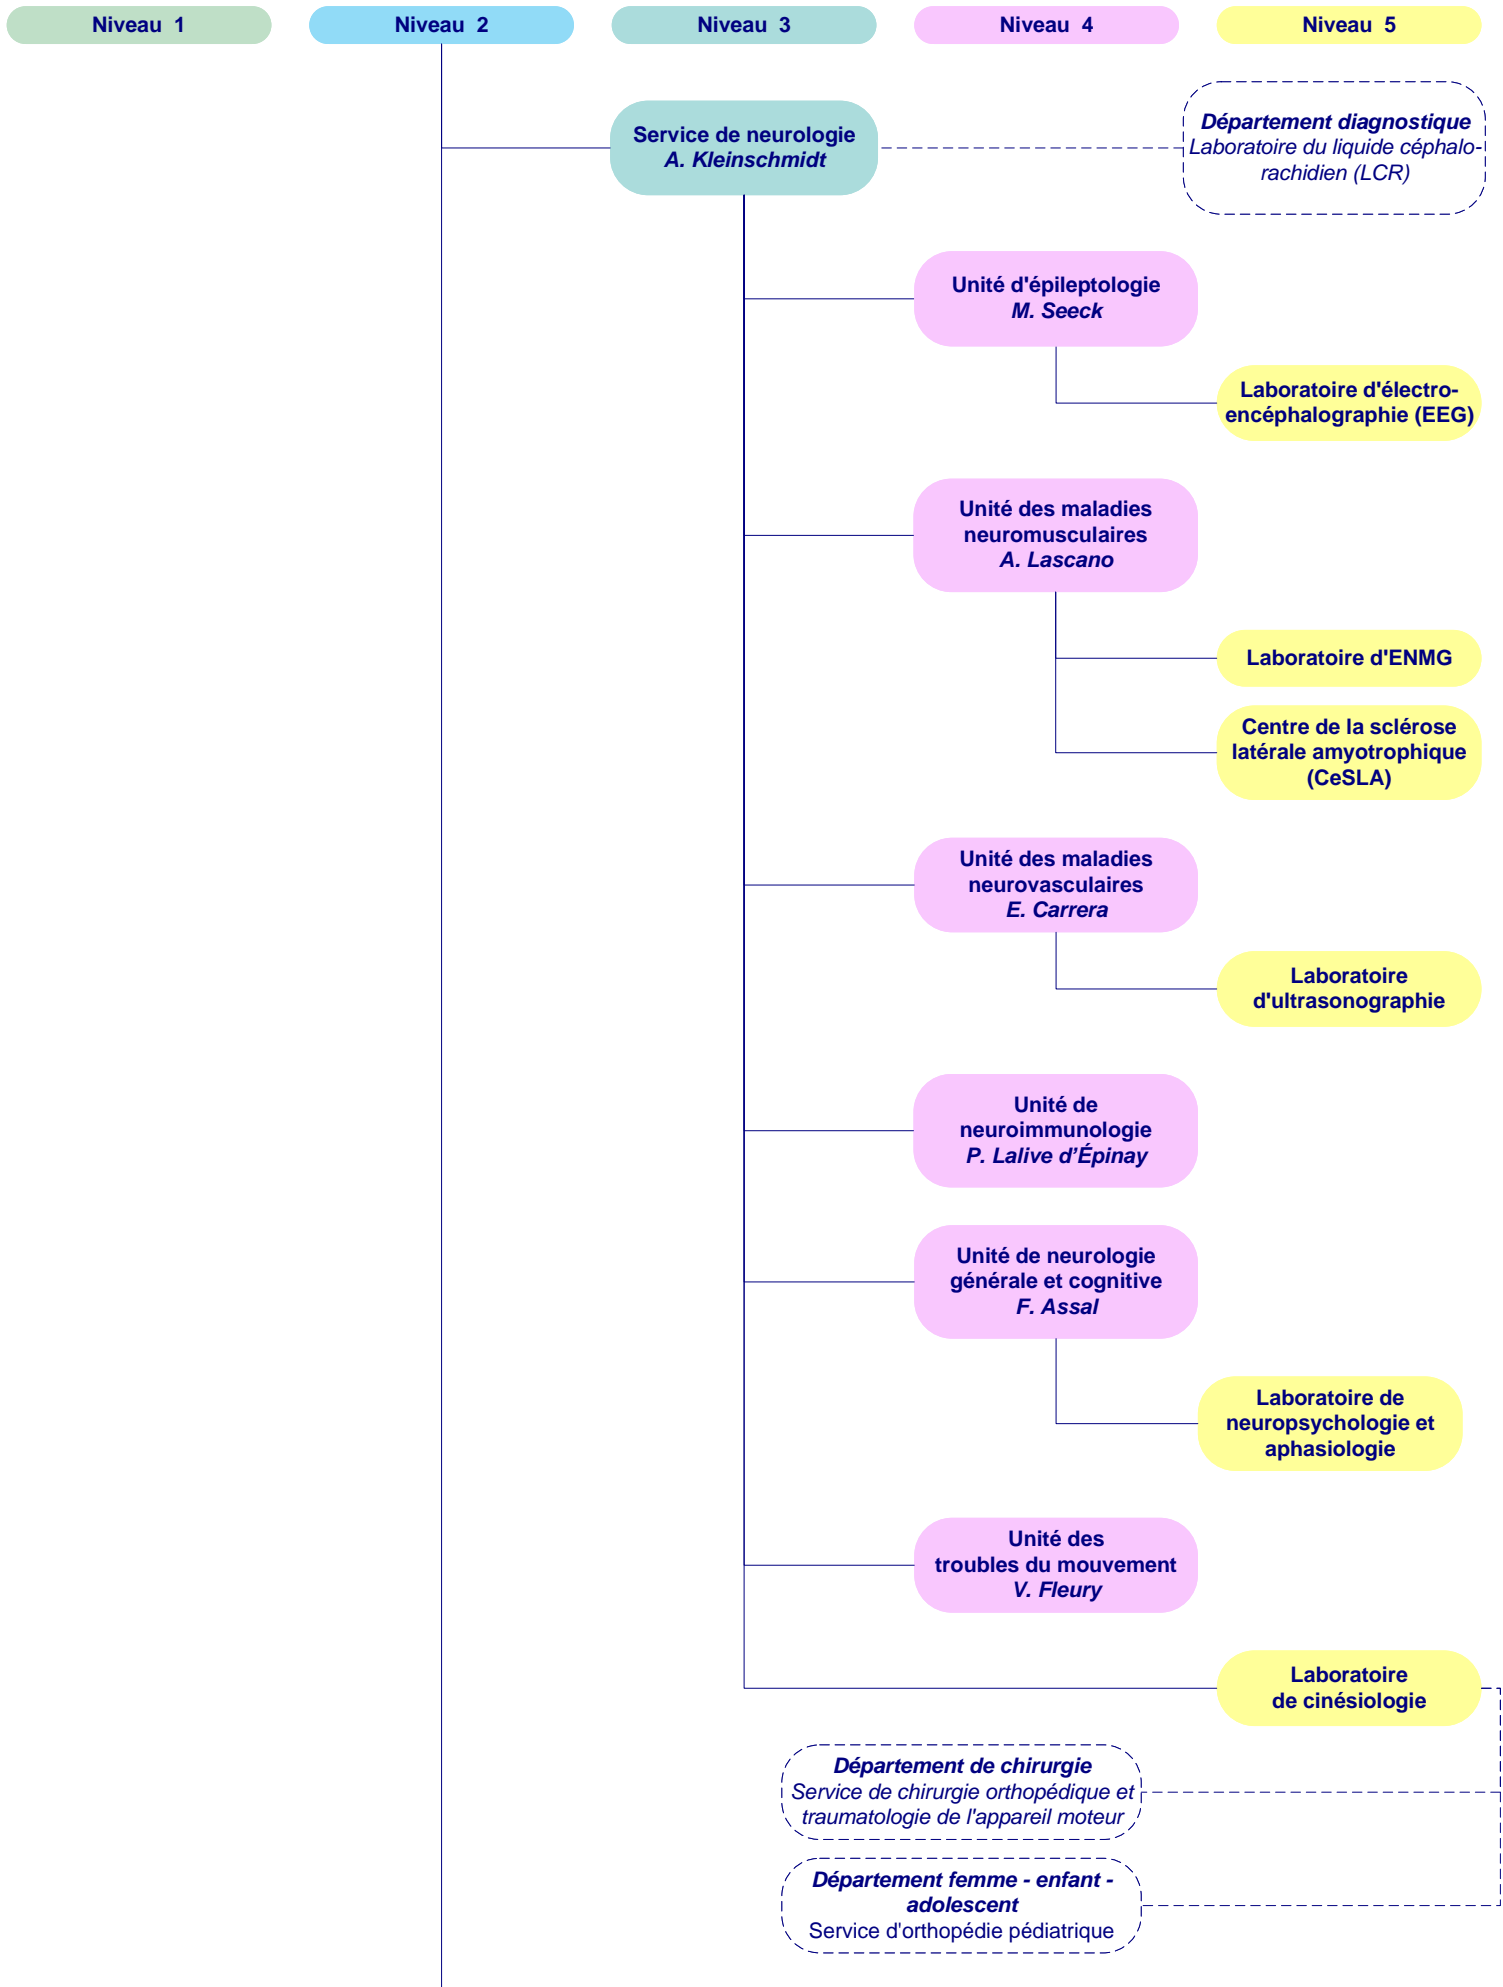 Niveau 1
Niveau 2
Niveau 3
Niveau 4
Niveau 5
Service de neurologie
A. Kleinschmidt
Département diagnostique
Laboratoire du liquide céphalo-
rachidien (LCR)
Unité d'épileptologie
M. Seeck
Laboratoire d'électro-
encéphalographie (EEG)
Unité des maladies
neuromusculaires
A. Lascano
Laboratoire d'ENMG
Centre de la sclérose
latérale amyotrophique
(CeSLA)
Unité des maladies
neurovasculaires
E. Carrera
Laboratoire
d'ultrasonographie
Unité de
neuroimmunologie
P. Lalive d’Épinay
Unité de neurologie
générale et cognitive
F. Assal
Laboratoire de
neuropsychologie et
aphasiologie
Unité des
troubles du mouvement
V. Fleury
Laboratoire
de cinésiologie
Département de chirurgie
Service de chirurgie orthopédique et
traumatologie de l'appareil moteur
Département femme - enfant -
adolescent
Service d'orthopédie pédiatrique